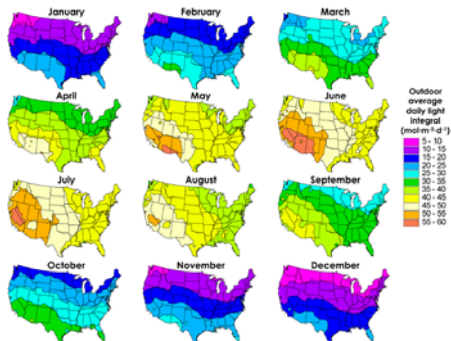 January
February
March
April
May
June
July
August
September
October
November
December
Outdoor
average
daily light
integral
(mol·m⁻²·d⁻¹)
5 - 10
10 - 15
15 - 20
20 - 25
25 - 30
30 - 35
35 - 40
40 - 45
45 - 50
50 - 55
55 - 60